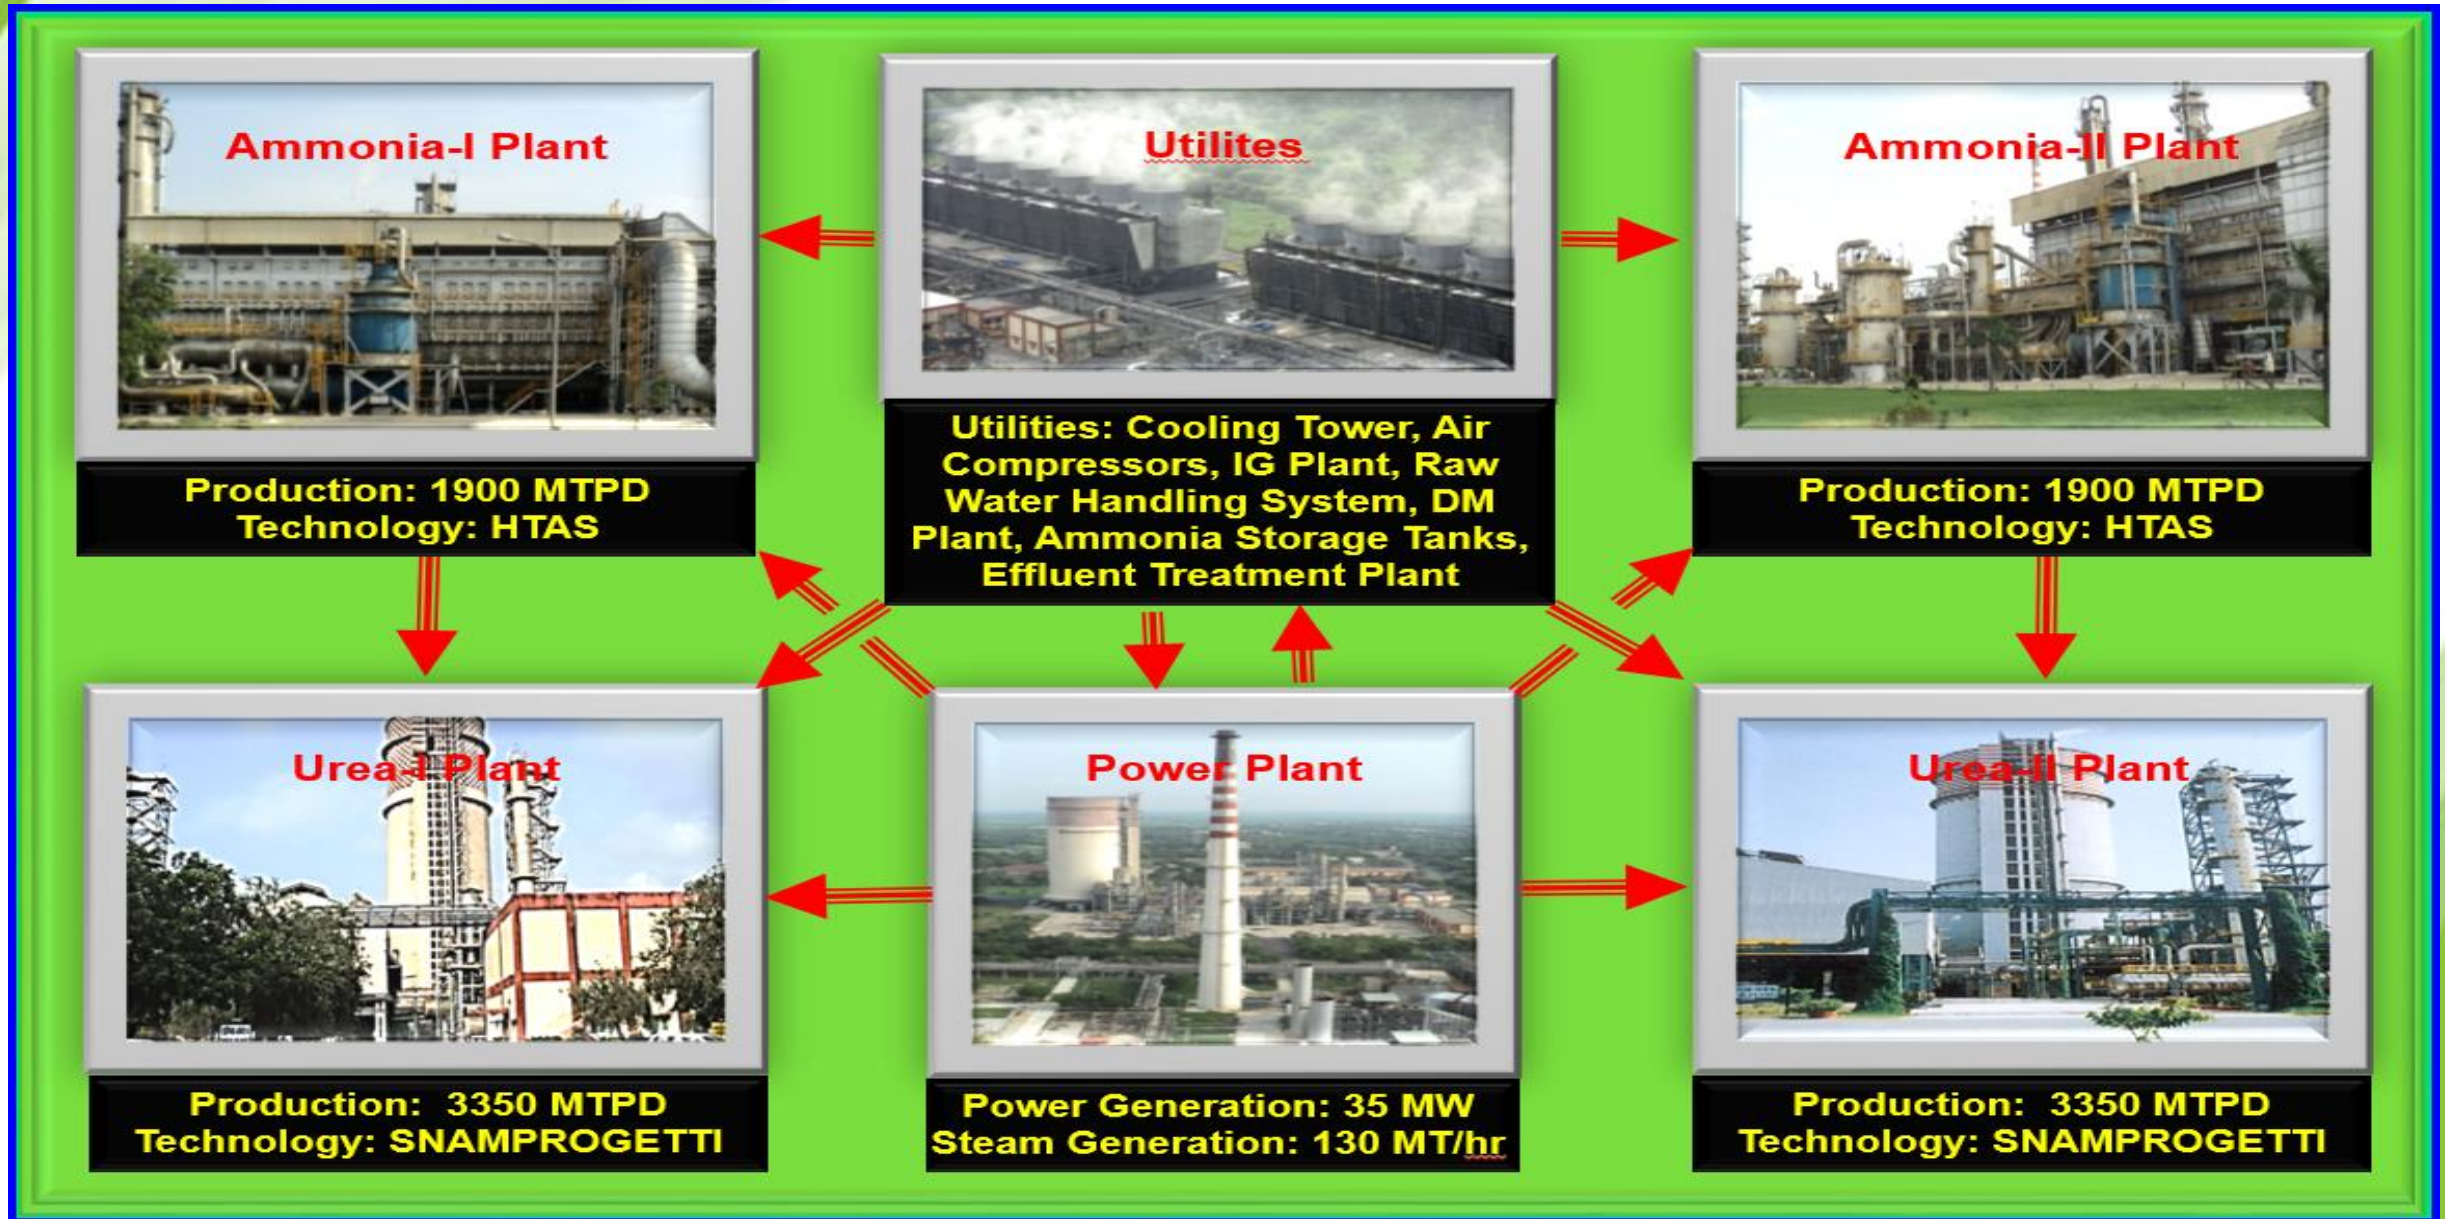 Ammonia-I Plant
Production: 1900 MTPD
Technology: HTAS
Utilites
Utilities: Cooling Tower, Air
Compressors, IG Plant, Raw
Water Handling System, DM
Plant, Ammonia Storage Tanks,
Effluent Treatment Plant
Ammonia-II Plant
Production: 1900 MTPD
Technology: HTAS
Urea-I Plant
Production: 3350 MTPD
Technology: SNAMPROGETTI
Power Plant
Power Generation: 35 MW
Steam Generation: 130 MT/hr
Urea-II Plant
Production: 3350 MTPD
Technology: SNAMPROGETTI